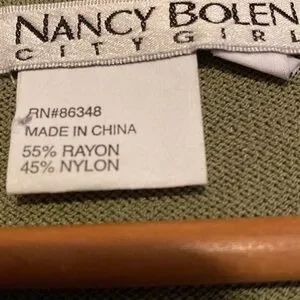 NANCY BOLEN
CITY GIRL
RN#86348
MADE IN CHINA
55% RAYON
45% NYLON